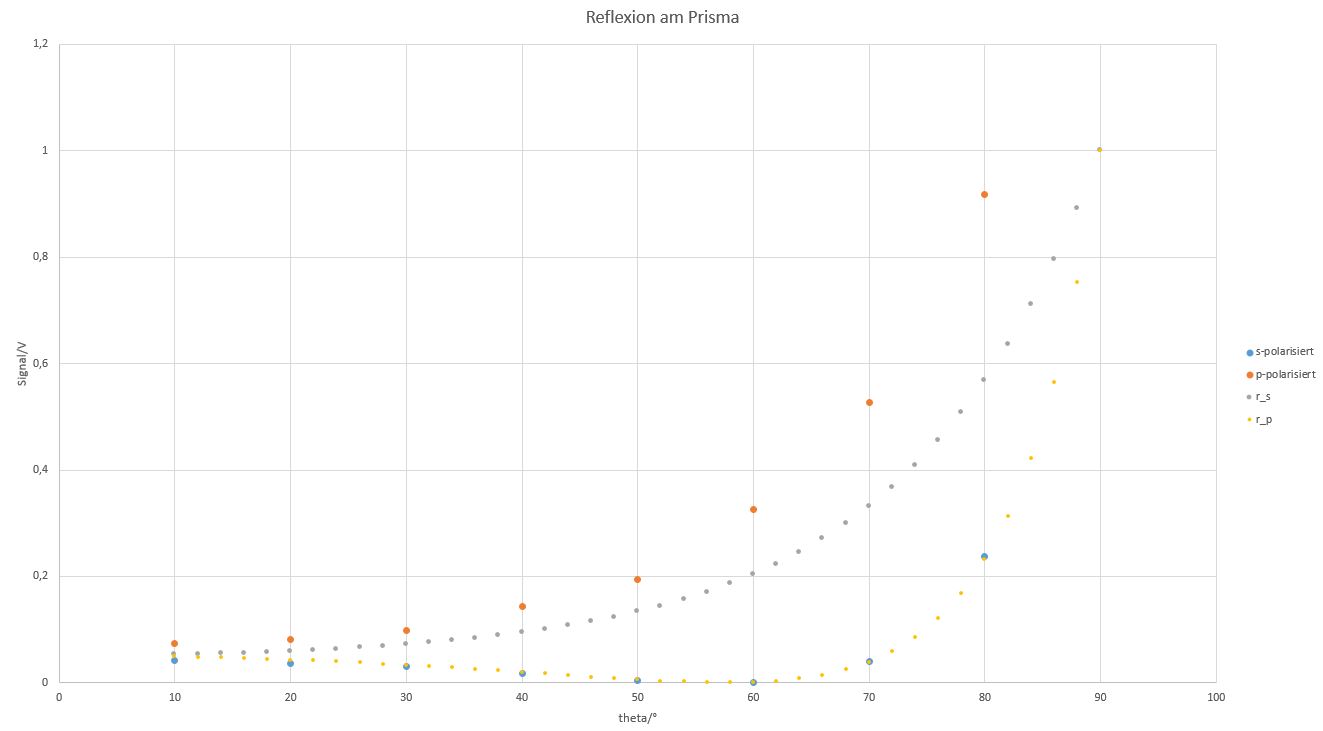 Reflexion am Prisma
1,2
1
0,8
0,6
0,4
0,2
0
Signal/V
0 10 20 30 40 50 60 70 80 90 100
theta/°
s-polarisiert
p-polarisiert
r_s
r_p